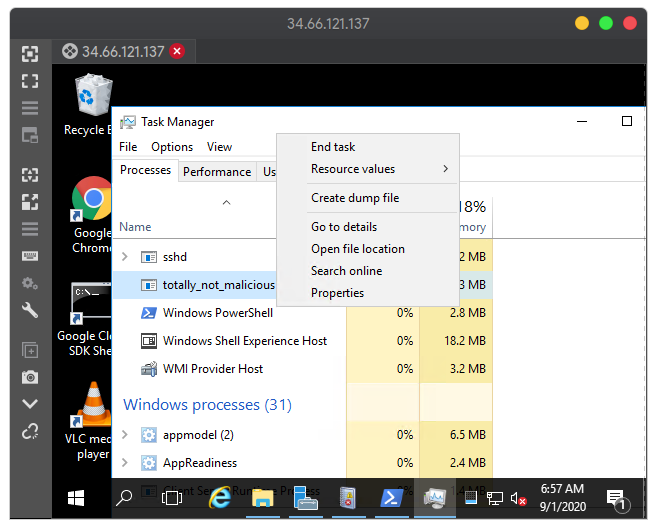 34.66.121.137
34.66.121.137
Recycle B
Task Manager
File Options View
Processes Performance Us
End task
Resource values
Create dump file
Go to details
Open file location
Search online
Properties
18%
Name
mory
Google
Chrome
sshd
2 MB
totally_not_malicious
3 MB
Windows PowerShell 0% 2.8 MB
Windows Shell Experience Host 0% 18.2 MB
Google Cl
SDK She
WMI Provider Host 0% 3.2 MB
Windows processes (31)
appmodel (2) 0% 6.5 MB
VLC med
player
AppReadiness 0% 2.4 MB
6:57 AM
9/1/2020
1